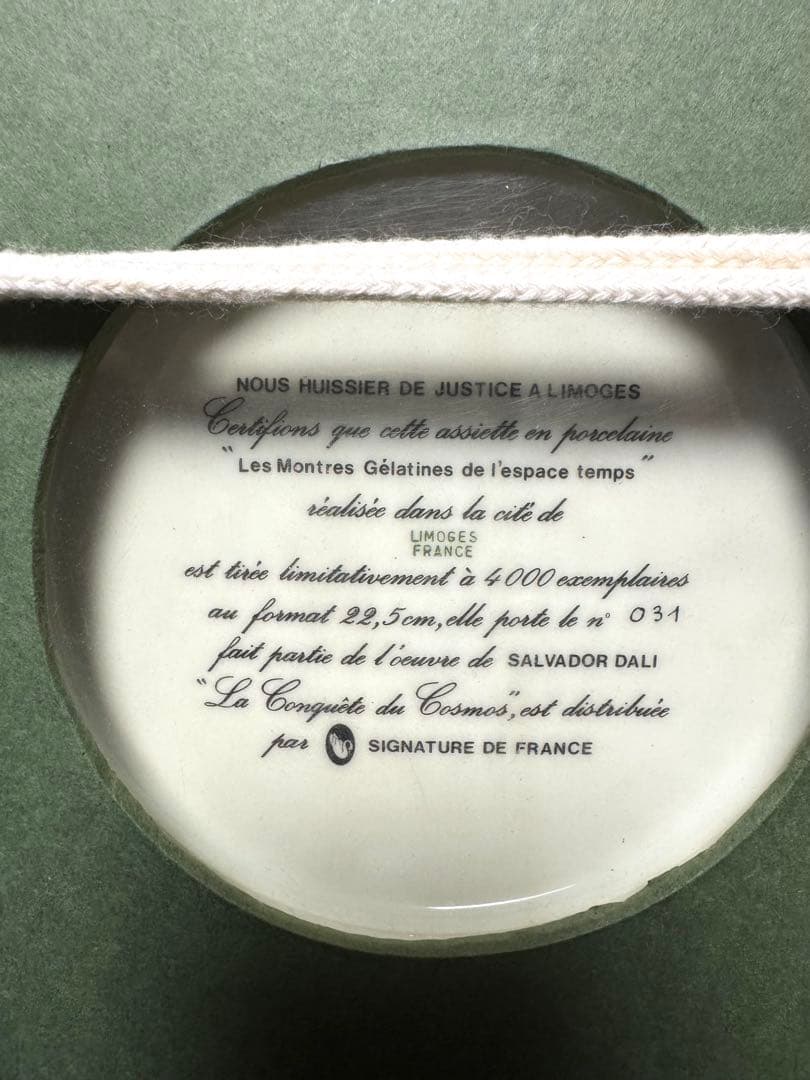 NOUS HUISSIER DE JUSTICE A LIMOGES
Certifions que cette assiette en porcelaine
"Les Montres Gélatines de l'espace temps"
réalisée dans la cité de
LIMOGES
FRANCE
est tirée limitativement à 4000 exemplaires
au format 22,5cm, elle porte le n° 031
fait partie de l'oeuvre de SALVADOR DALI
"La Conquête du Cosmos", est distribuée
par SIGNATURE DE FRANCE